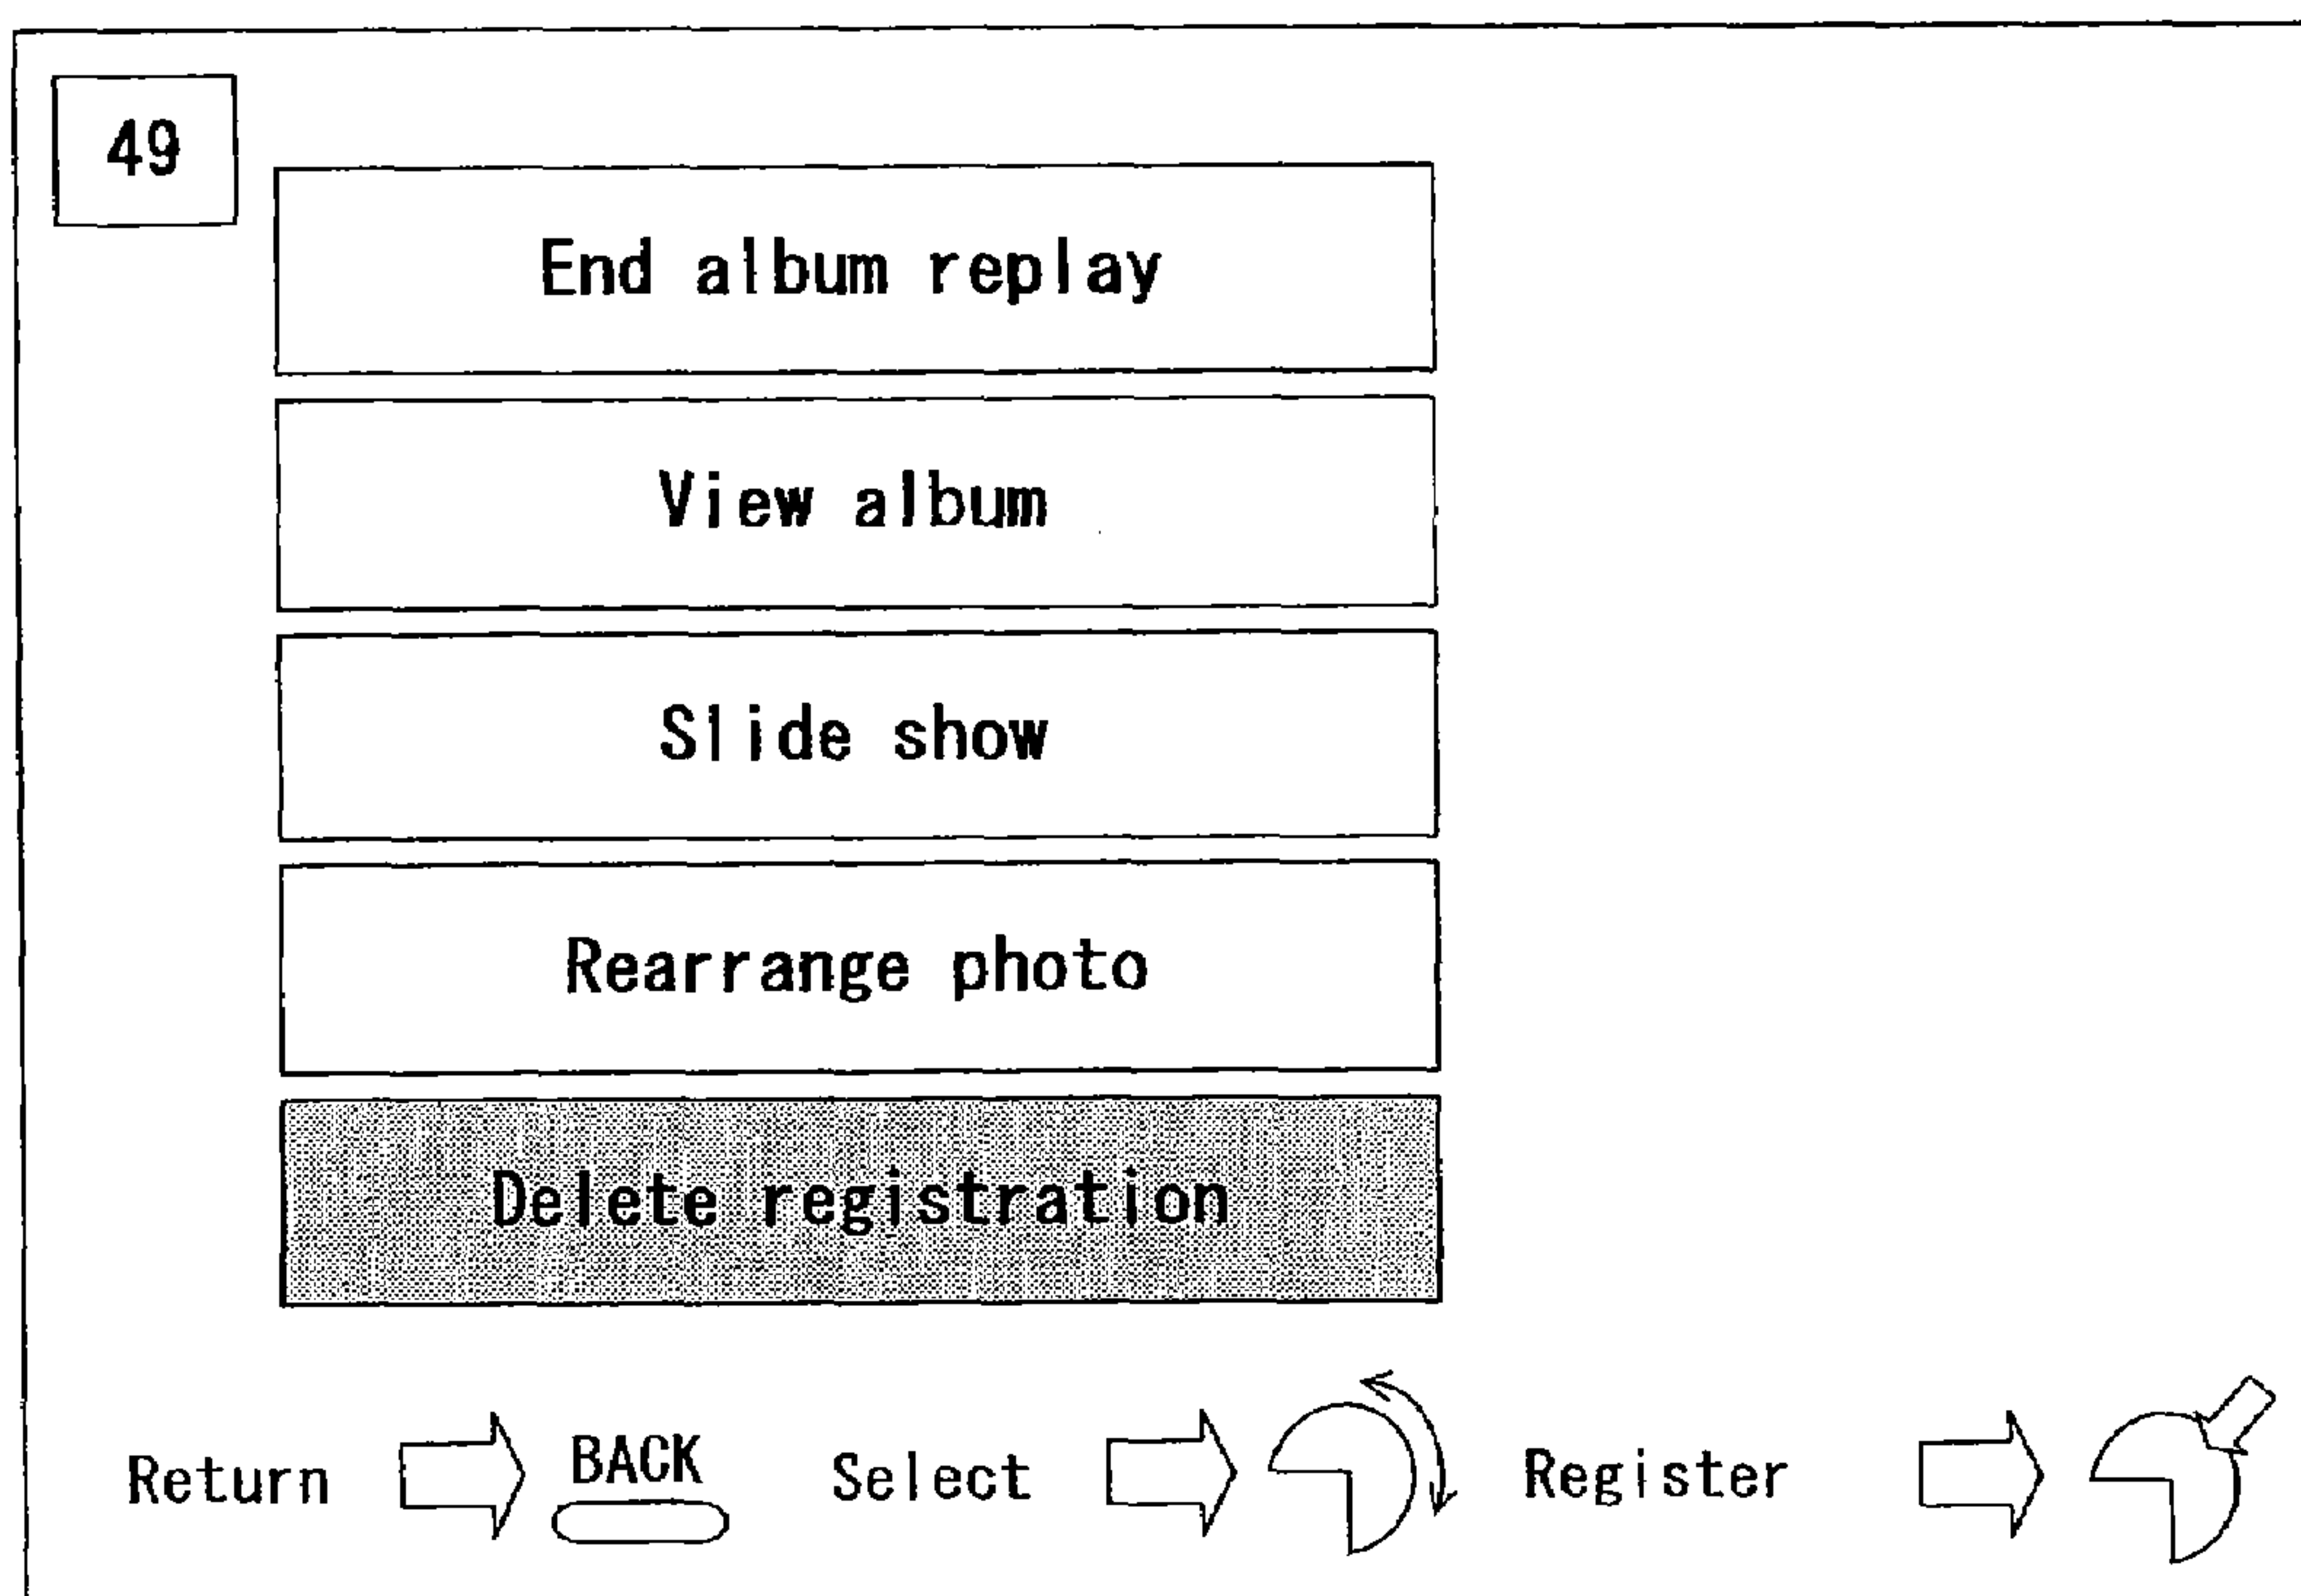 49
End album replay
View album
Slide show
Rearrange photo
Delete registration
Return BACK Select Register